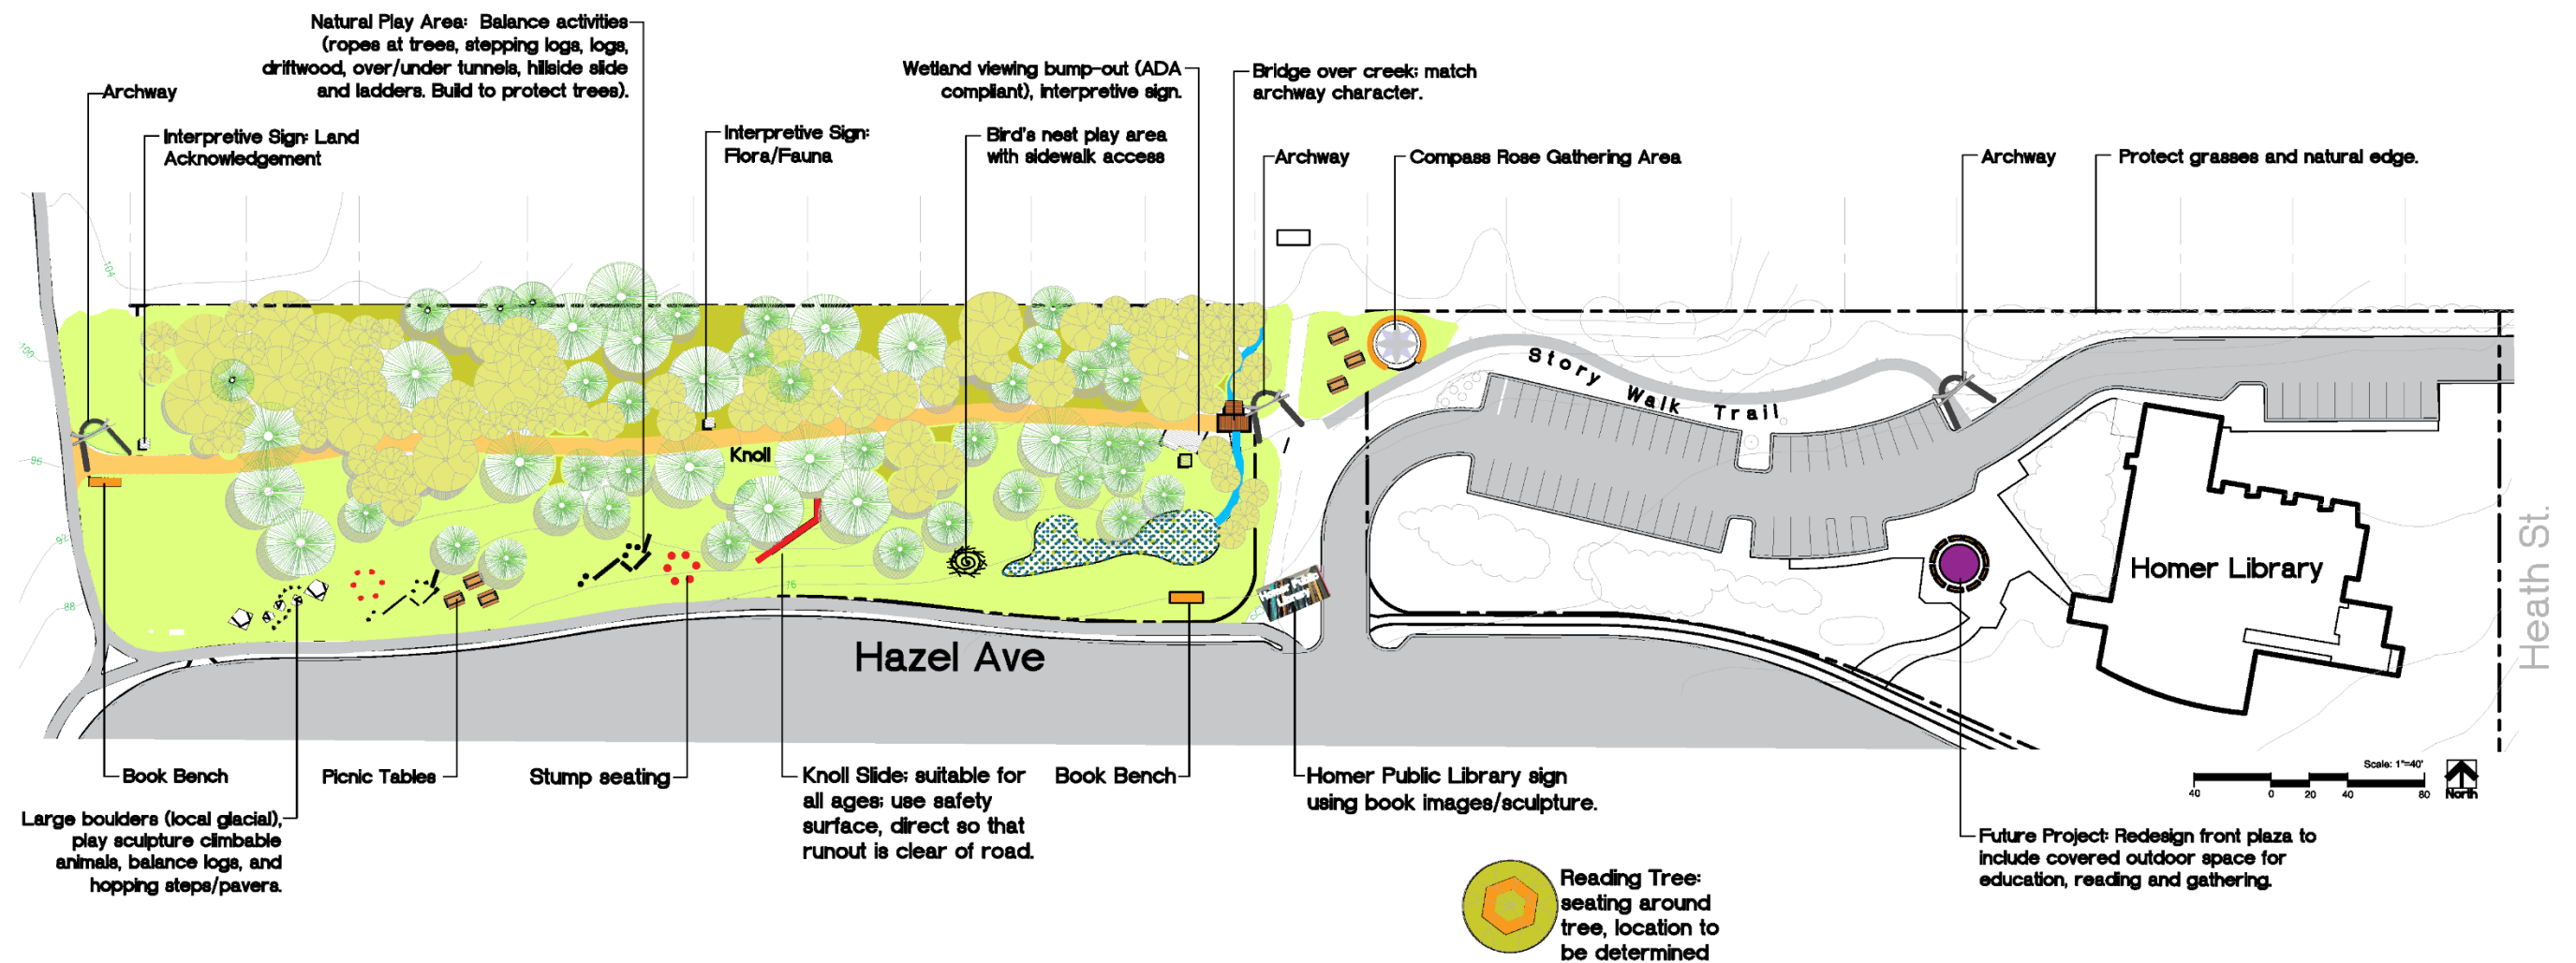 Natural Play Area: Balance activities
(ropes at trees, stepping logs, logs,
driftwood, over/under tunnels, hillside slide
and ladders. Build to protect trees).
Archway
Interpretive Sign: Land
Acknowledgement
Interpretive Sign:
Flora/Fauna
Wetland viewing bump-out (ADA
compliant), interpretive sign.
Bird's nest play area
with sidewalk access
Bridge over creek; match
archway character.
Archway
Compass Rose Gathering Area
Archway
Protect grasses and natural edge.
104
100
96
92
88
76
Knoll
Story Walk Trail
Homer Library
Heath St.
Hazel Ave
Book Bench
Large boulders (local glacial),
play sculpture climbable
animals, balance logs, and
hopping steps/pavers.
Picnic Tables
Stump seating
Knoll Slide; suitable for
all ages; use safety
surface, direct so that
runout is clear of road.
Book Bench
Homer Public Library sign
using book images/sculpture.
Scale: 1"=40'
40 0 20 40 80
North
Future Project: Redesign front plaza to
include covered outdoor space for
education, reading and gathering.
Reading Tree:
seating around
tree, location to
be determined